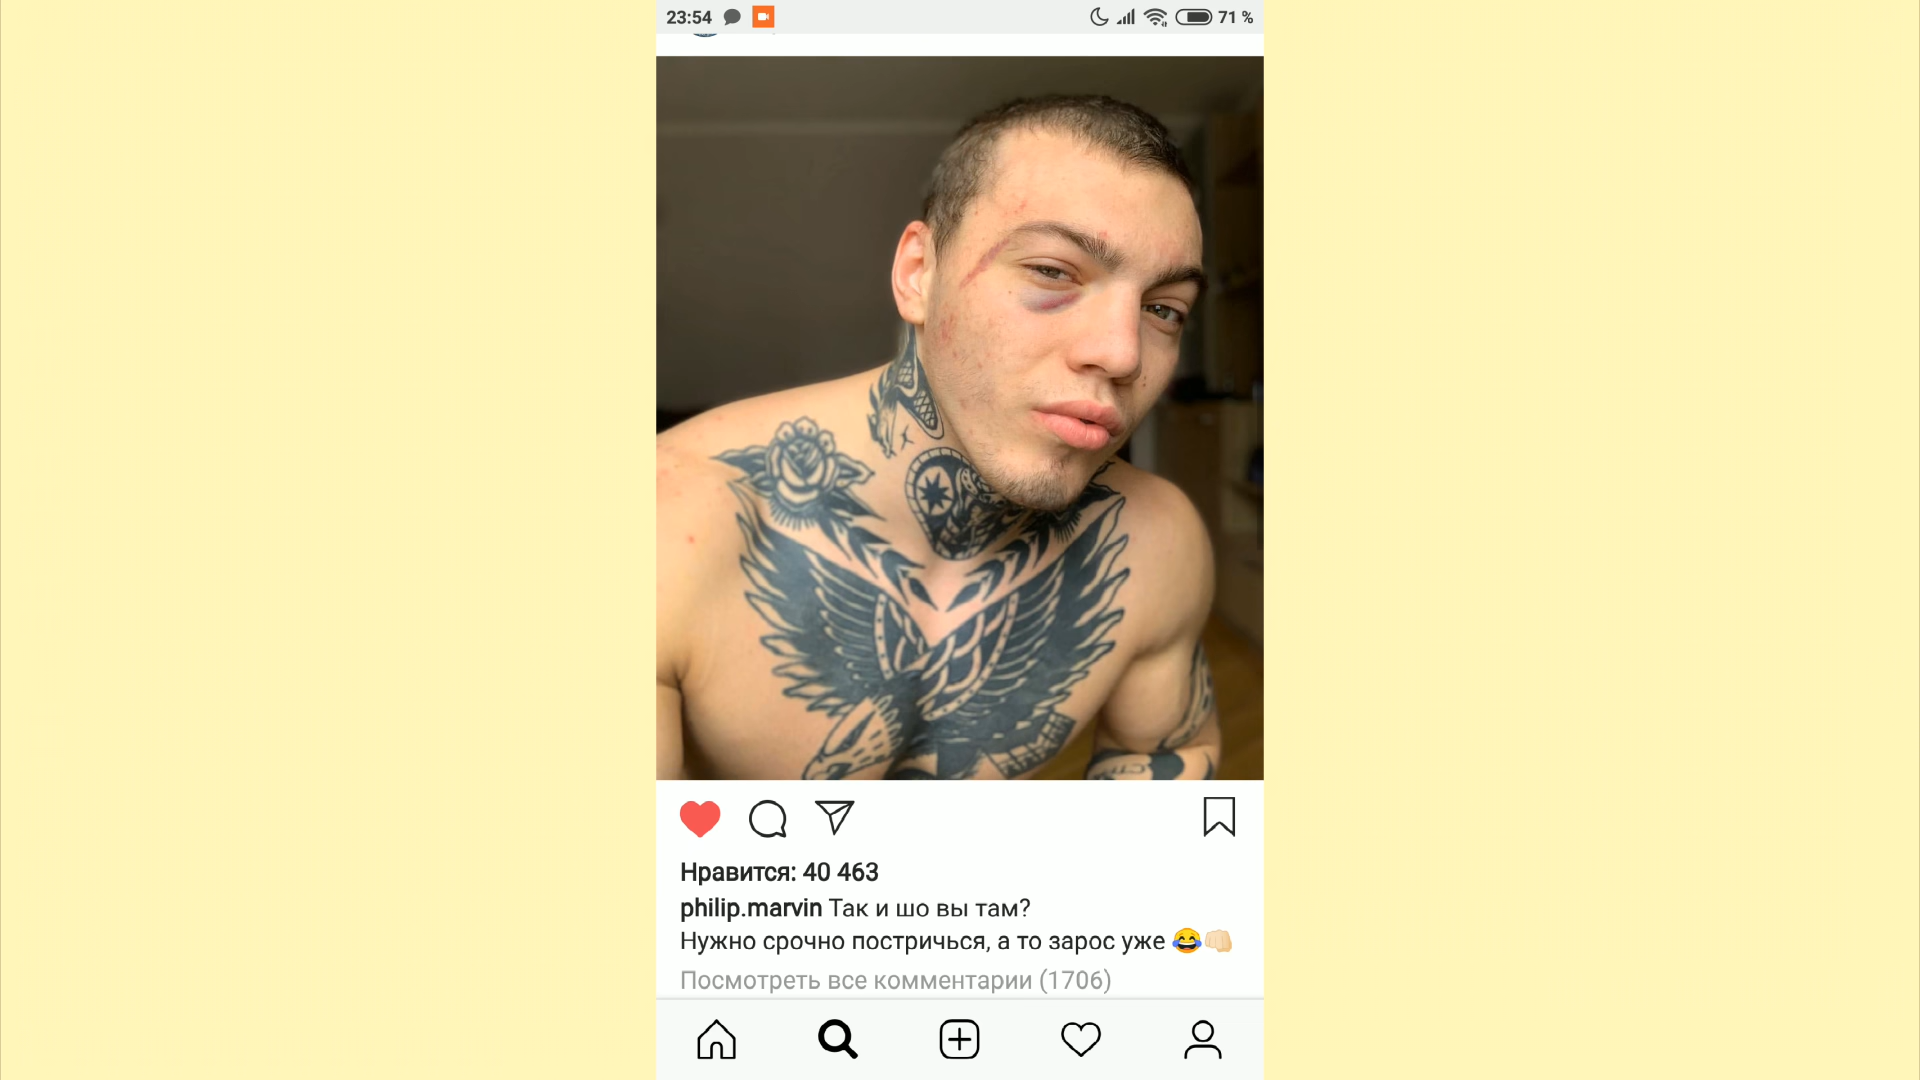 23:54 71 %
Нравится: 40 463
philip.marvin Так и шо вы там?
Нужно срочно постричься, а то зарос уже 😂👊🏻
Посмотреть все комментарии (1706)